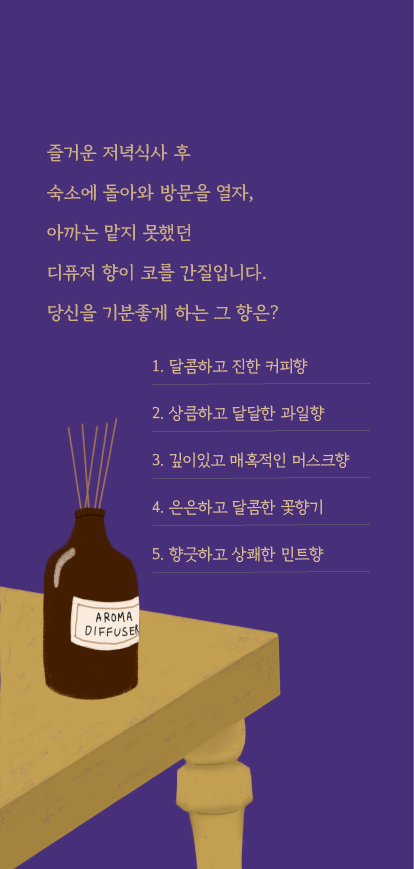 즐거운 저녁식사 후
숙소에 돌아와 방문을 열자,
아까는 맡지 못했던
디퓨저 향이 코를 간질입니다.
당신을 기분좋게 하는 그 향은?
1. 달콤하고 진한 커피향
2. 상큼하고 달달한 과일향
3. 깊이있고 매혹적인 머스크향
4. 은은하고 달콤한 꽃향기
5. 향긋하고 상쾌한 민트향
AROMA
DIFFUSER